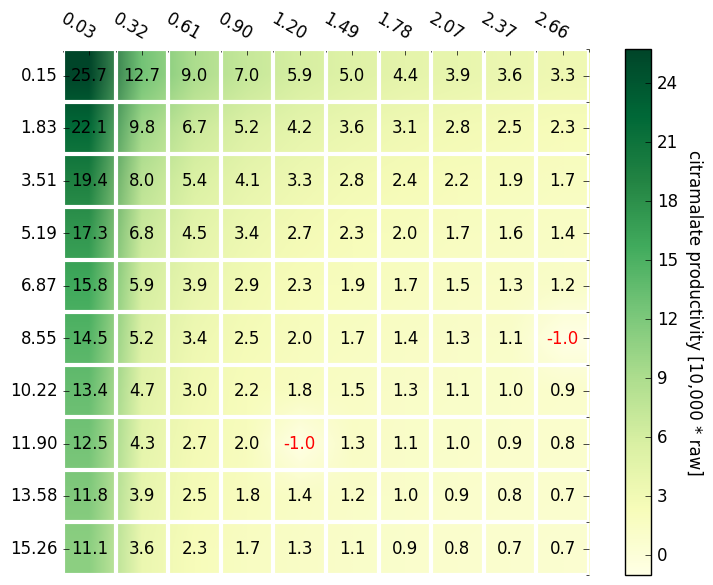 0.03 0.32 0.61 0.90 1.20 1.49 1.78 2.07 2.37 2.66
0.15 25.7 12.7 9.0 7.0 5.9 5.0 4.4 3.9 3.6 3.3
1.83 22.1 9.8 6.7 5.2 4.2 3.6 3.1 2.8 2.5 2.3
3.51 19.4 8.0 5.4 4.1 3.3 2.8 2.4 2.2 1.9 1.7
5.19 17.3 6.8 4.5 3.4 2.7 2.3 2.0 1.7 1.6 1.4
6.87 15.8 5.9 3.9 2.9 2.3 1.9 1.7 1.5 1.3 1.2
8.55 14.5 5.2 3.4 2.5 2.0 1.7 1.4 1.3 1.1 -1.0
10.22 13.4 4.7 3.0 2.2 1.8 1.5 1.3 1.1 1.0 0.9
11.90 12.5 4.3 2.7 2.0 -1.0 1.3 1.1 1.0 0.9 0.8
13.58 11.8 3.9 2.5 1.8 1.4 1.2 1.0 0.9 0.8 0.7
15.26 11.1 3.6 2.3 1.7 1.3 1.1 0.9 0.8 0.7 0.7
24
21
18
15
12
9
6
3
0
citramalate productivity [10,000 * raw]